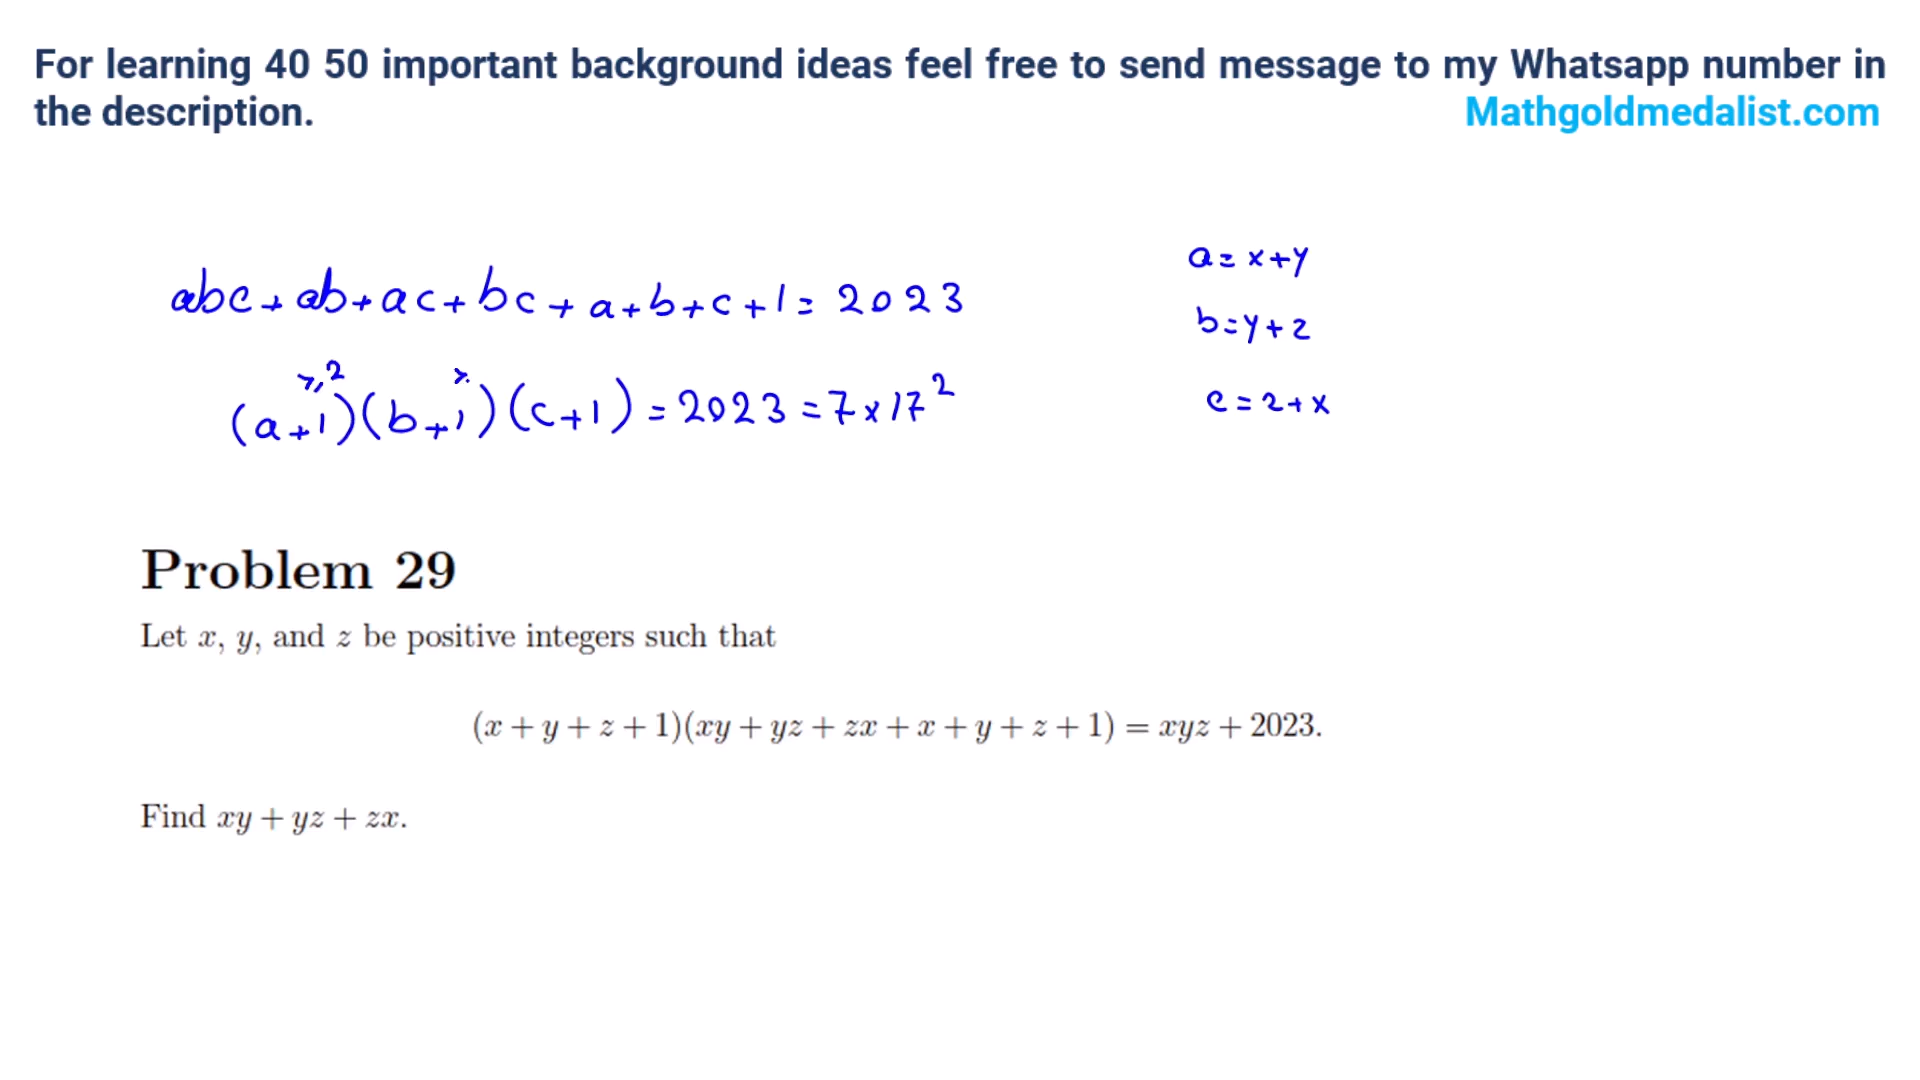 For learning 40 50 important background ideas feel free to send message to my Whatsapp number in
the description. Mathgoldmedalist.com
a = x+y
abc + ab + ac + bc + a + b + c + 1 = 2023
b = y + z
≥2 ≥
(a+1)(b+1)(c+1) = 2023 = 7 x 17²
c = z + x
Problem 29
Let x, y, and z be positive integers such that
(x + y + z + 1)(xy + yz + zx + x + y + z + 1) = xyz + 2023.
Find xy + yz + zx.